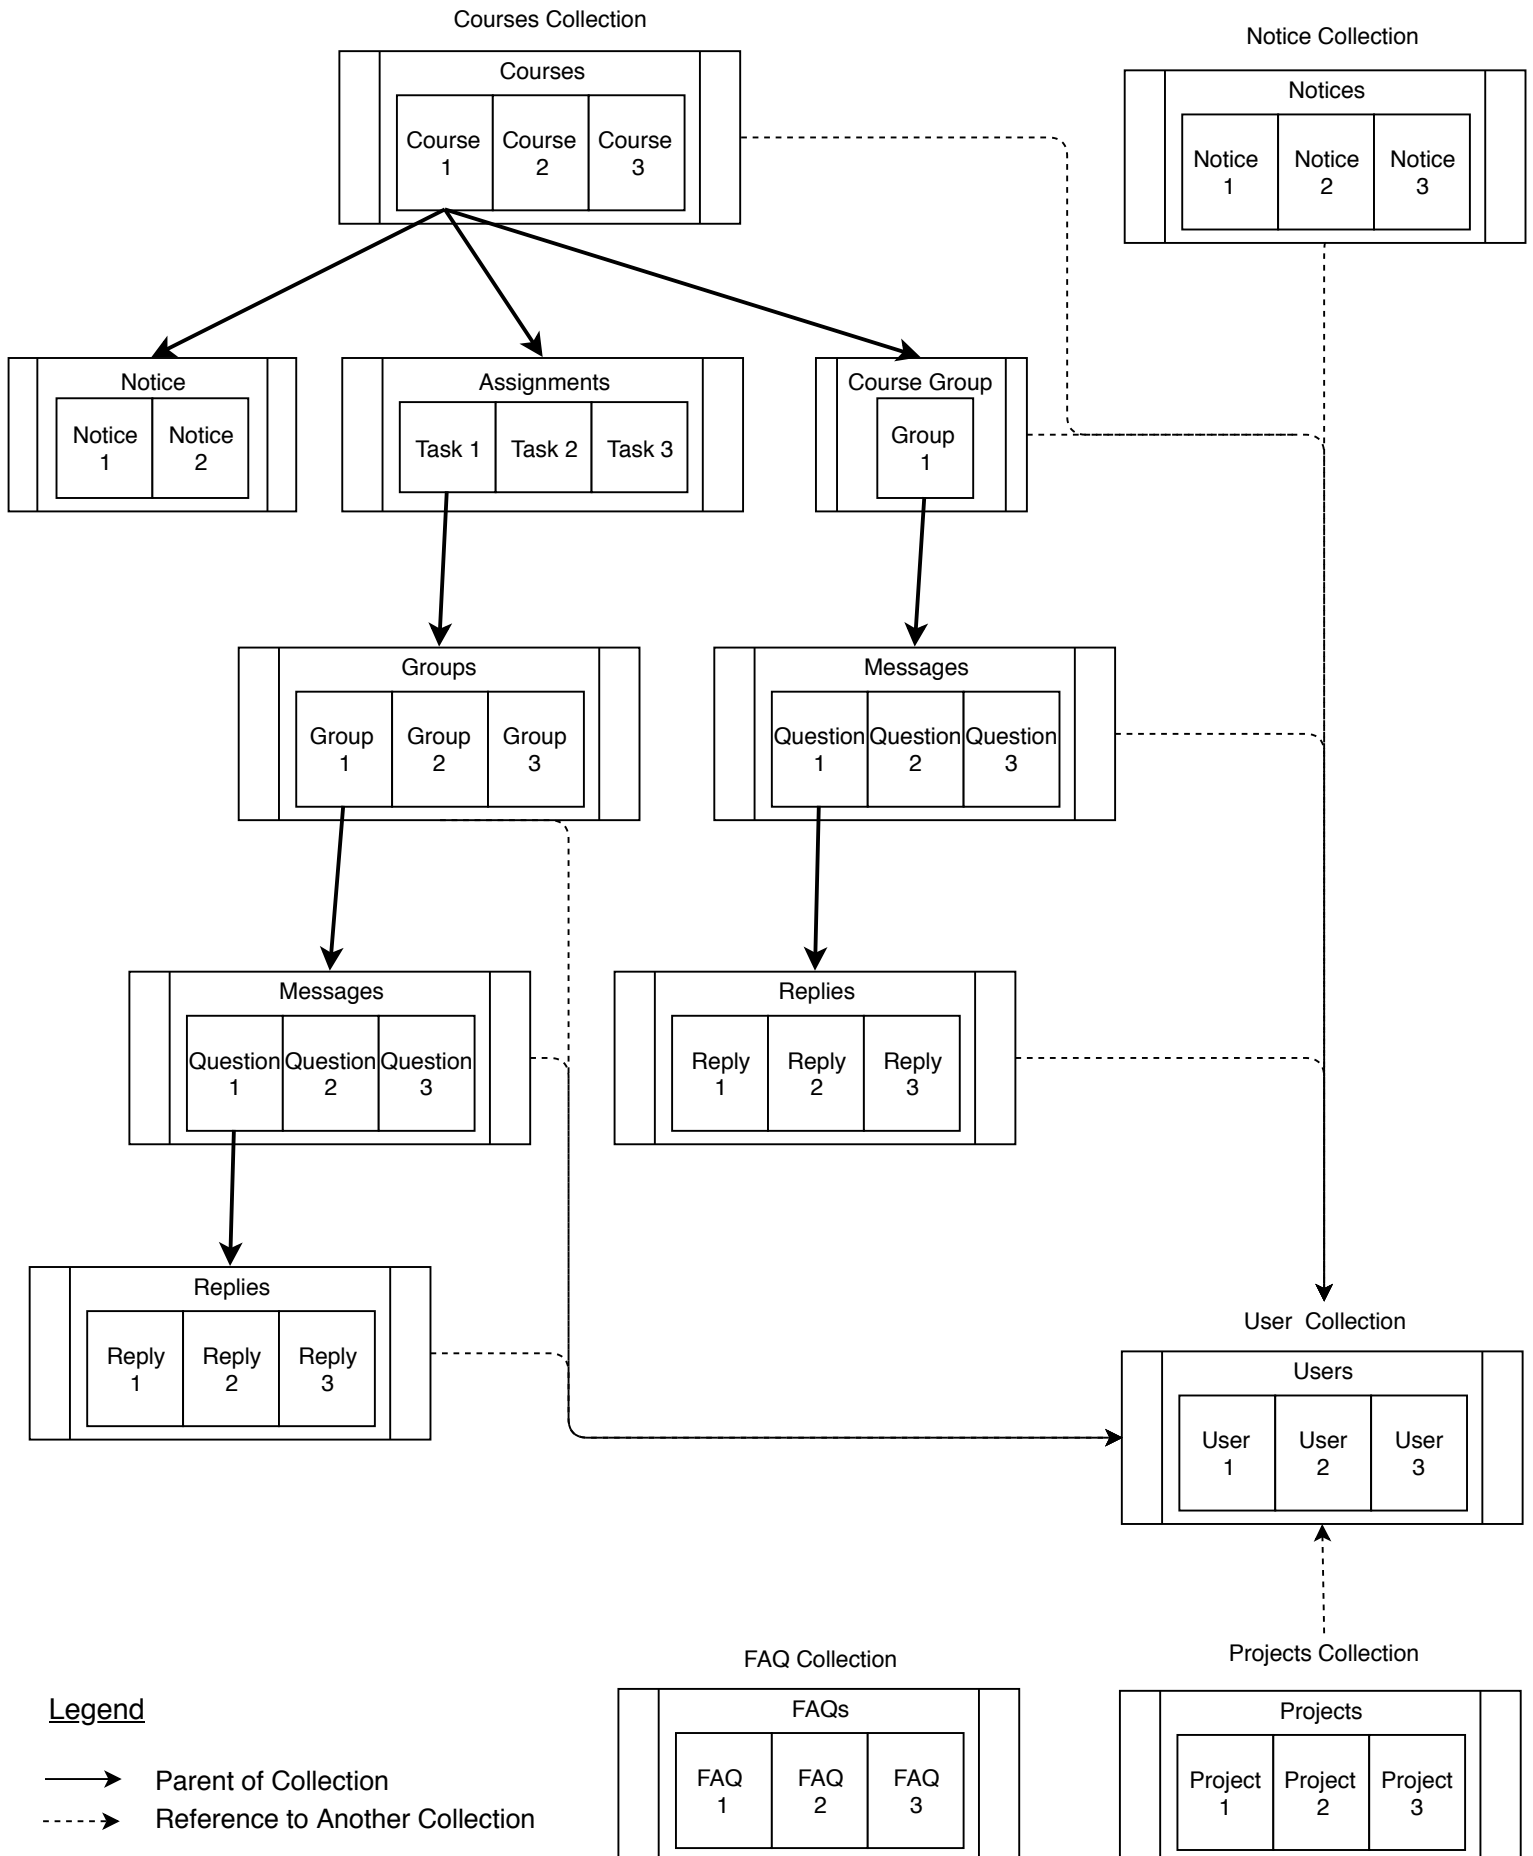 Courses Collection
Notice Collection
Courses
Course
1
Course
2
Course
3
Notices
Notice
1
Notice
2
Notice
3
Notice
Notice
1
Notice
2
Assignments
Task 1
Task 2
Task 3
Course Group
Group
1
Groups
Group
1
Group
2
Group
3
Messages
Question
1
Question
2
Question
3
Messages
Question
1
Question
2
Question
3
Replies
Reply
1
Reply
2
Reply
3
Replies
Reply
1
Reply
2
Reply
3
User  Collection
Users
User
1
User
2
User
3
FAQ Collection
FAQs
FAQ
1
FAQ
2
FAQ
3
Projects Collection
Projects
Project
1
Project
2
Project
3
Legend
Parent of Collection
Reference to Another Collection